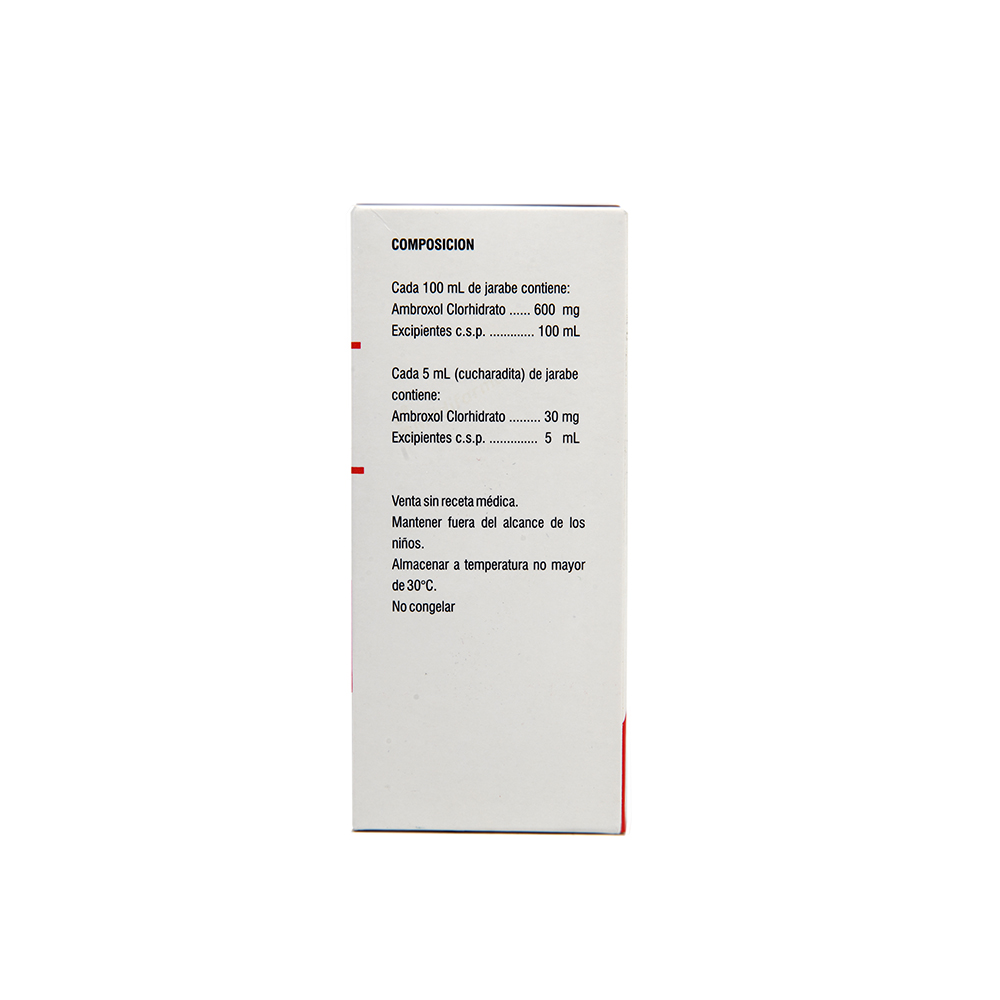 COMPOSICION
Cada 100 mL de jarabe contiene:
Ambroxol Clorhidrato ...... 600 mg
Excipientes c.s.p. ............. 100 mL
Cada 5 mL (cucharadita) de jarabe
contiene:
Ambroxol Clorhidrato ......... 30 mg
Excipientes c.s.p. .............. 5 mL
Venta sin receta médica.
Mantener fuera del alcance de los
niños.
Almacenar a temperatura no mayor
de 30°C.
No congelar